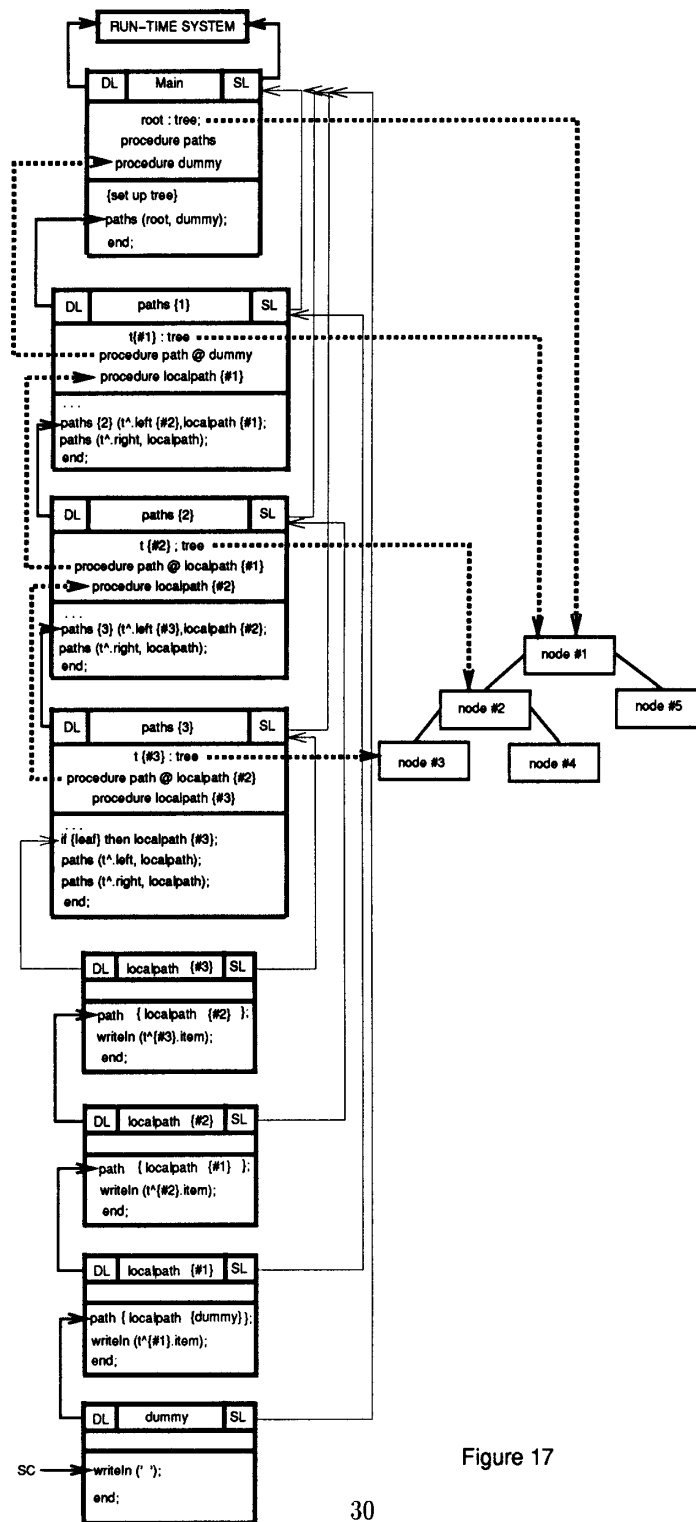 RUN-TIME SYSTEM
DL Main SL
root : tree;
procedure paths
procedure dummy
{set up tree}
paths (root, dummy);
end;
DL paths {1} SL
t{#1} : tree
procedure path @ dummy
procedure localpath {#1}
. . .
paths {2} (t^.left {#2},localpath {#1};
paths (t^.right, localpath);
end;
DL paths {2} SL
t {#2} ; tree
procedure path @ localpath {#1}
procedure localpath {#2}
. . .
paths {3} (t^.left {#3},localpath {#2};
paths (t^.right, localpath);
end;
node #1
node #2
node #5
node #3
node #4
DL paths {3} SL
t {#3} : tree
procedure path @ localpath {#2}
procedure localpath {#3}
. . .
if {leaf} then localpath {#3};
paths (t^.left, localpath);
paths (t^.right, localpath);
end;
DL localpath {#3} SL
path { localpath {#2} };
writeln (t^{#3}.item);
end;
DL localpath {#2} SL
path { localpath {#1} };
writeln (t^{#2}.item);
end;
DL localpath {#1} SL
path { localpath {dummy} };
writeln (t^{#1}.item);
end;
DL dummy SL
SC writeln (' ');
end;
Figure 17
30